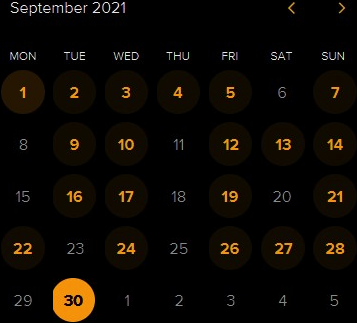 September 2021
MON TUE WED THU FRI SAT SUN
1 2 3 4 5 6 7
8 9 10 11 12 13 14
15 16 17 18 19 20 21
22 23 24 25 26 27 28
29 30 1 2 3 4 5